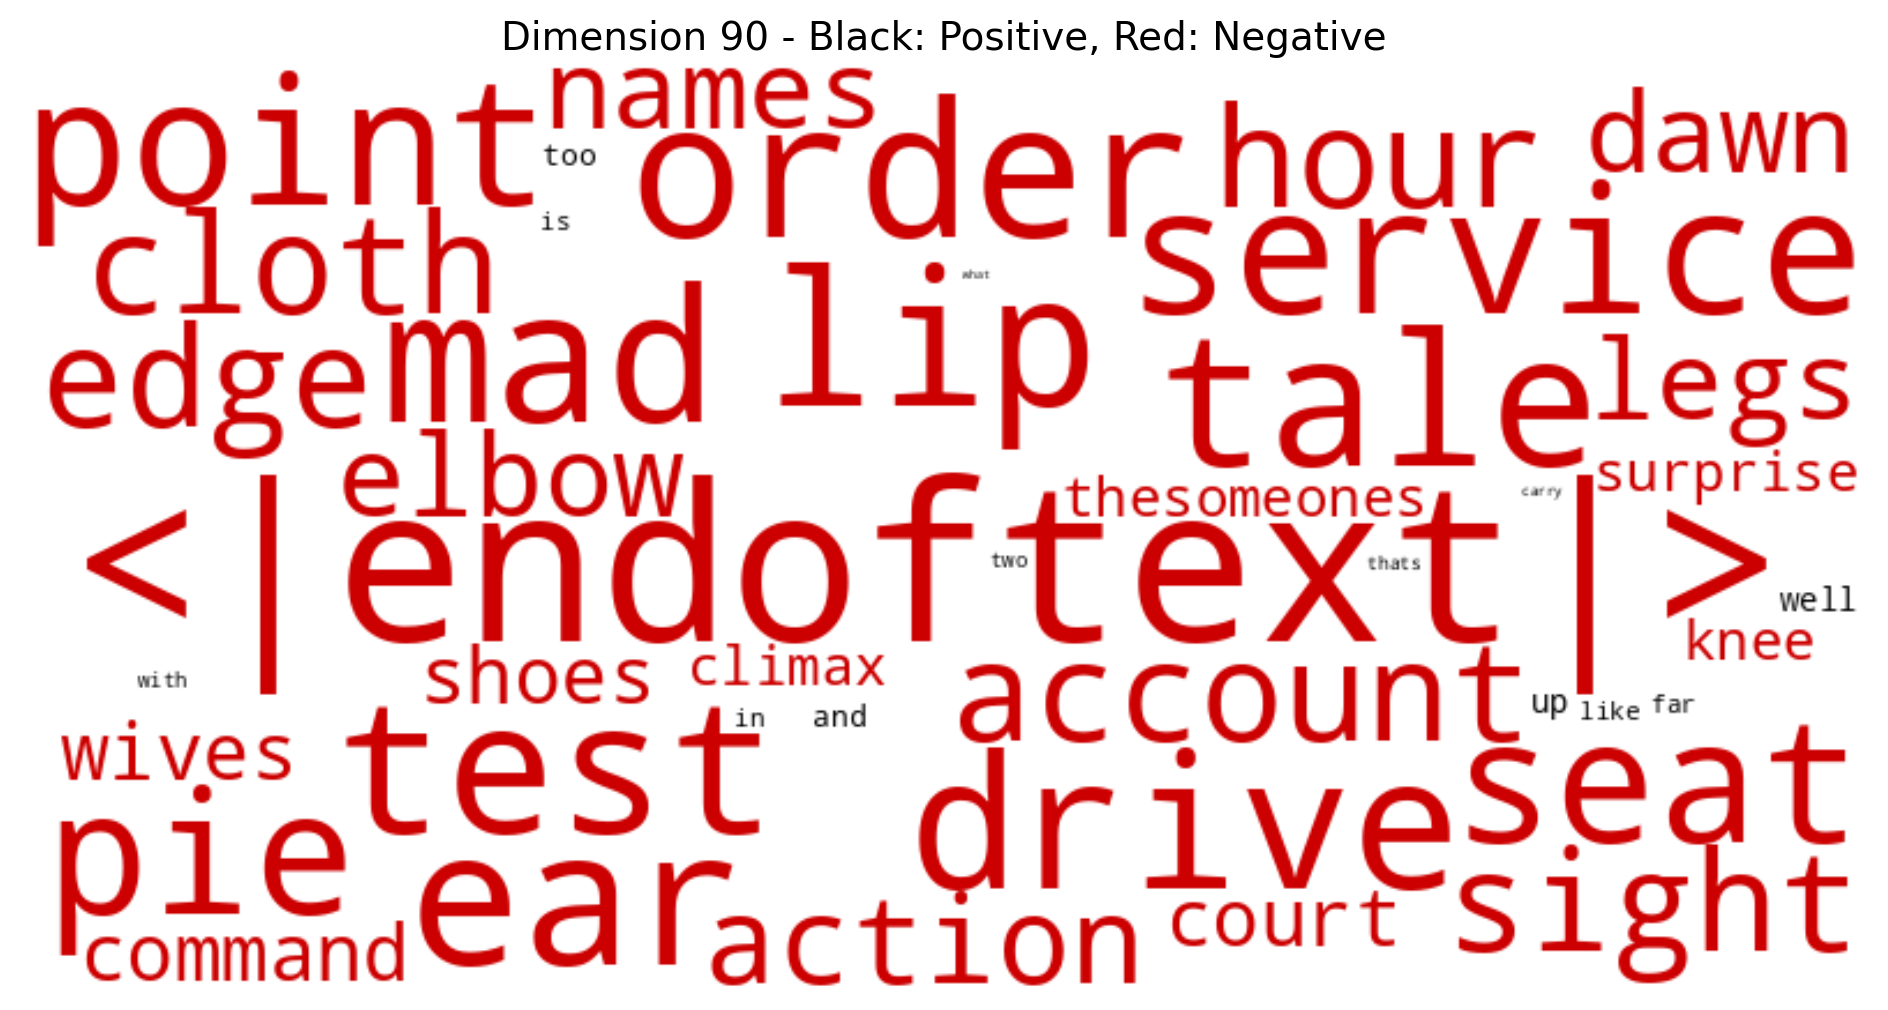 Dimension 90 - Black: Positive, Red: Negative
names
point
too
order
hour
dawn
is
cloth
service
what
lip
mad
edge
tale
legs
elbow
thesomeones
carry
surprise
<|endoftext|>
two
thats
well
knee
shoes
climax
with
account
in
and
up
like
far
wives
test
seat
drive
pie
ear
action
court
sight
command